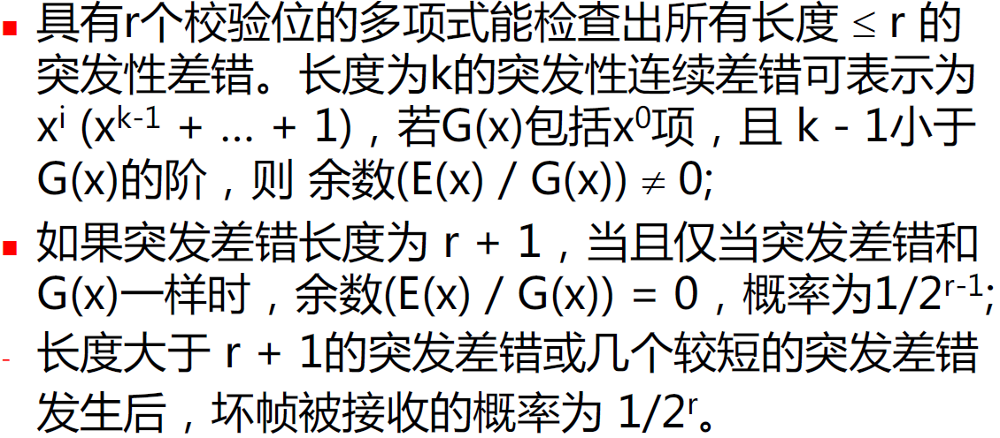 具有r个校验位的多项式能检查出所有长度 ≤ r 的
突发性差错。长度为k的突发性连续差错可表示为
xⁱ (xᵏ⁻¹ + … + 1)，若G(x)包括x⁰项，且 k - 1小于
G(x)的阶，则 余数(E(x) / G(x)) ≠ 0;
如果突发差错长度为 r + 1，当且仅当突发差错和
G(x)一样时，余数(E(x) / G(x)) = 0，概率为1/2ʳ⁻¹;
- 长度大于 r + 1的突发差错或几个较短的突发差错
发生后，坏帧被接收的概率为 1/2ʳ。